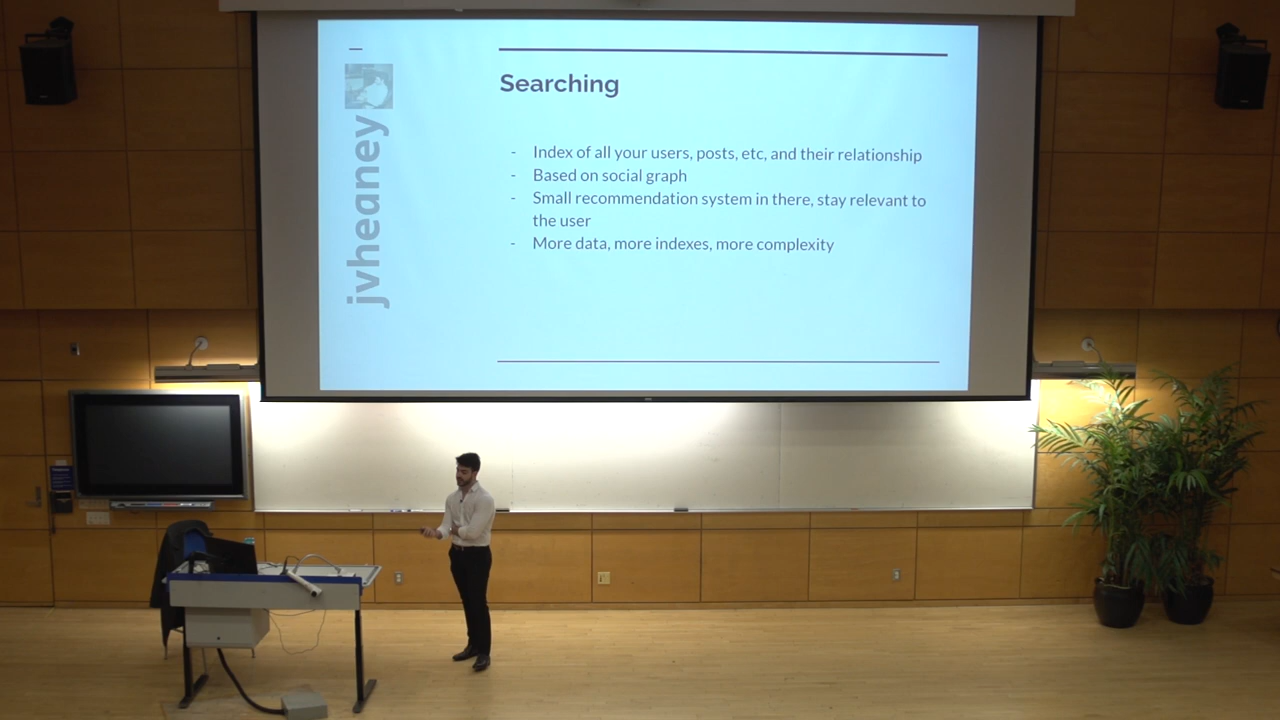 jvheaney
Searching
- Index of all your users, posts, etc, and their relationship
- Based on social graph
- Small recommendation system in there, stay relevant to
the user
- More data, more indexes, more complexity